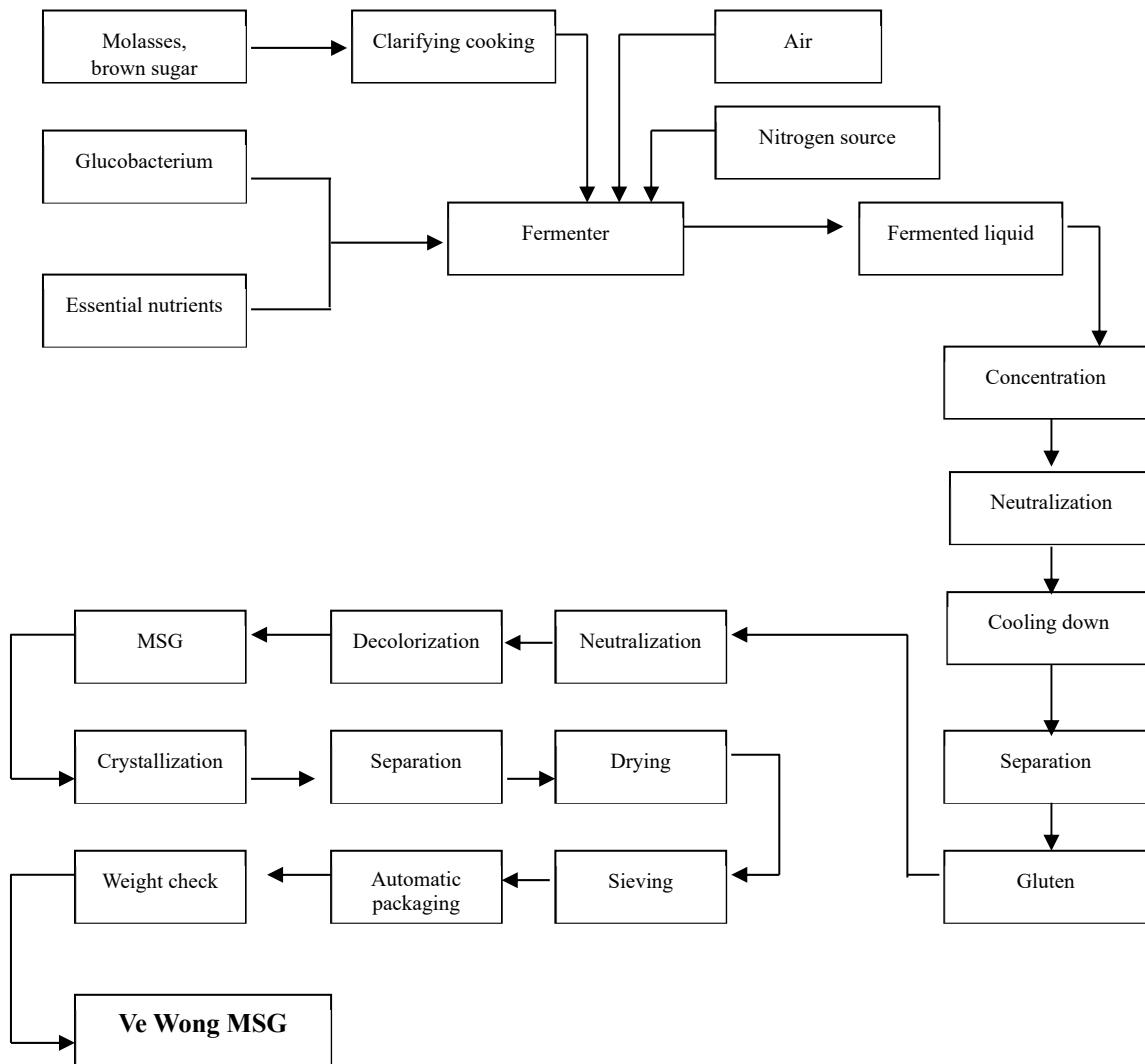 Molasses,
brown sugar
Clarifying cooking
Air
Glucobacterium
Nitrogen source
Fermenter
Fermented liquid
Essential nutrients
Concentration
Neutralization
Cooling down
MSG
Decolorization
Neutralization
Crystallization
Separation
Drying
Separation
Weight check
Automatic
packaging
Sieving
Gluten
Ve Wong MSG